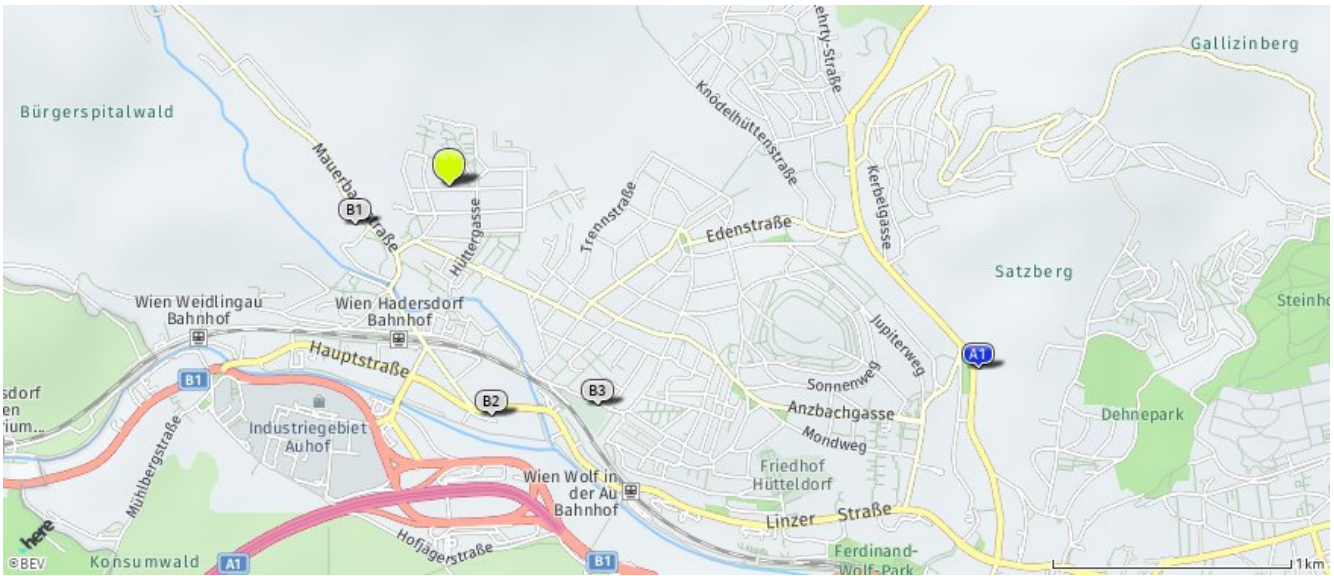 Gallizinberg
Knödelhüttenstraße
Bürgerspitalwald
Kerbelgasse
B1
Trennstraße
Hüttergasse
Edenstraße
Satzberg
Wien Weidlingau
Bahnhof
Wien Hadersdorf
Bahnhof
Jupiterweg
Hauptstraße
A1
B1
B3
B2
Sonnenweg
Anzbachgasse
Dehnepark
Industriegebiet
Auhof
Mühlbergstraße
Mondweg
Friedhof
Hütteldorf
Wien Wolf in
der Au
Bahnhof
Linzer Straße
here
Hofjägerstraße
Ferdinand-
Wolf-Park
©BEV
Konsumwald
A1
B1
1km